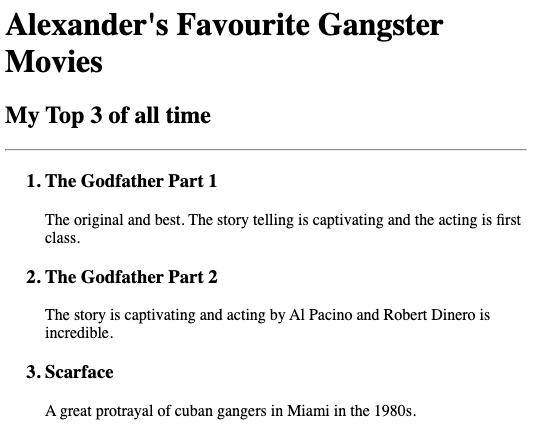 Alexander's Favourite Gangster
Movies
My Top 3 of all time
1. The Godfather Part 1
The original and best. The story telling is captivating and the acting is first
class.
2. The Godfather Part 2
The story is captivating and acting by Al Pacino and Robert Dinero is
incredible.
3. Scarface
A great protrayal of cuban gangers in Miami in the 1980s.